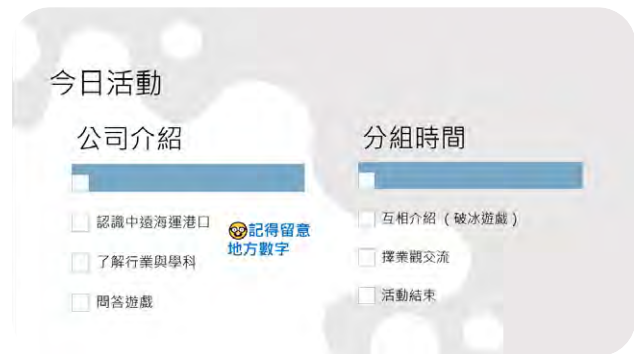 今日活動
公司介紹
認識中遠海運港口
了解行業與學科
問答遊戲
🤓記得留意
地方數字
分組時間
互相介紹（破冰遊戲）
擇業觀交流
活動結束